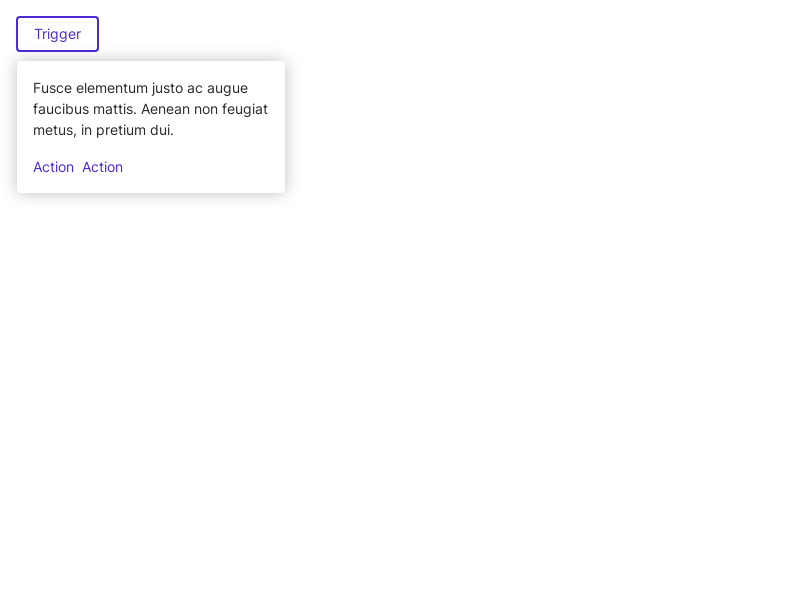 Trigger
Fusce elementum justo ac augue
faucibus mattis. Aenean non feugiat
metus, in pretium dui.
Action Action